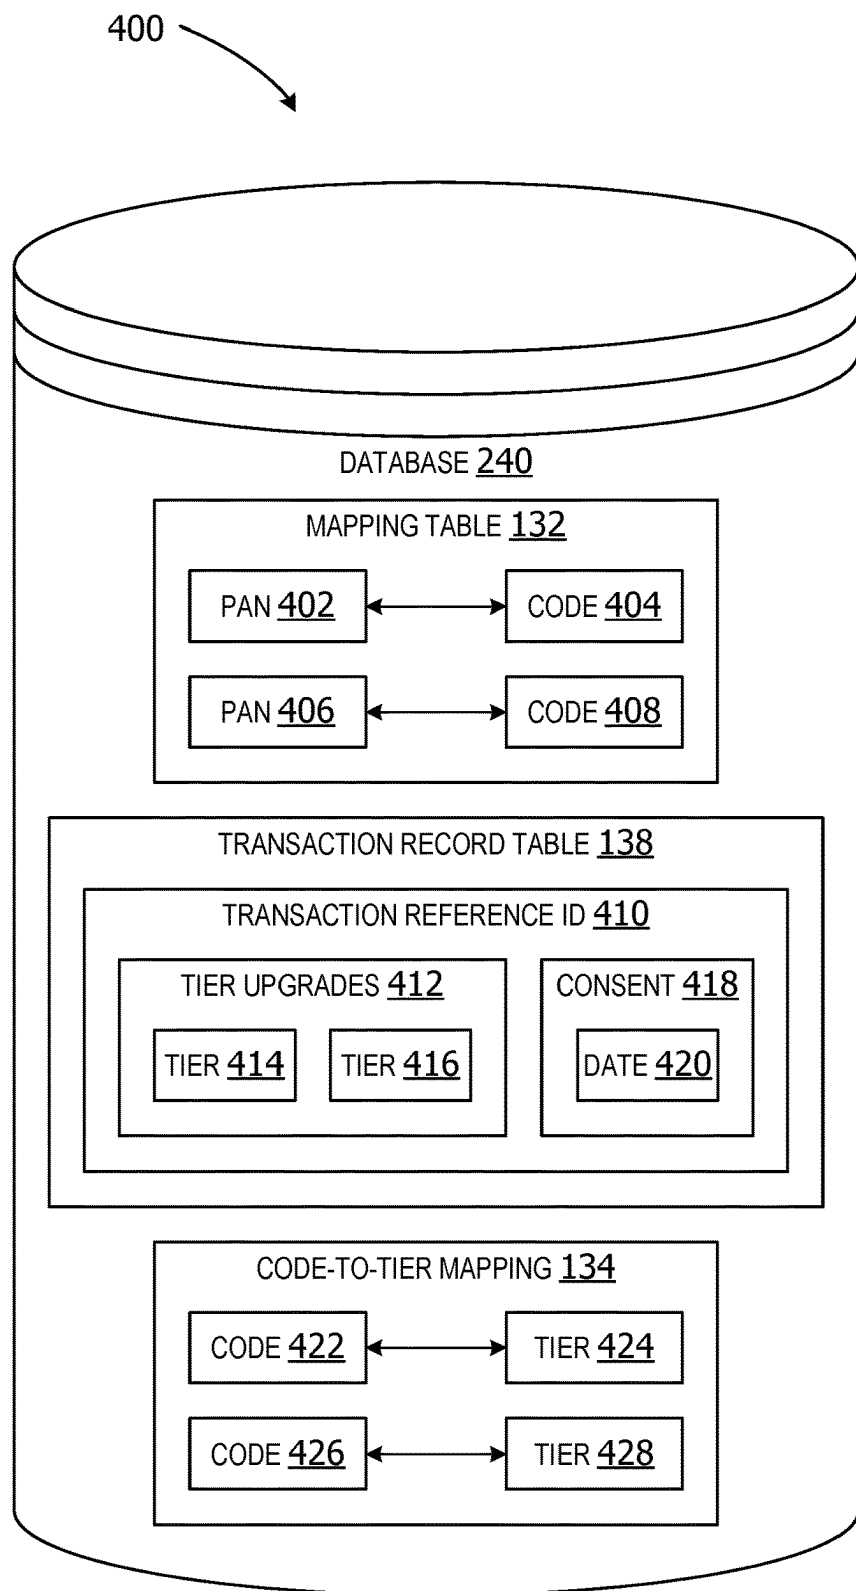 400
DATABASE 240
MAPPING TABLE 132
PAN 402 CODE 404
PAN 406 CODE 408
TRANSACTION RECORD TABLE 138
TRANSACTION REFERENCE ID 410
TIER UPGRADES 412 CONSENT 418
TIER 414 TIER 416 DATE 420
CODE-TO-TIER MAPPING 134
CODE 422 TIER 424
CODE 426 TIER 428